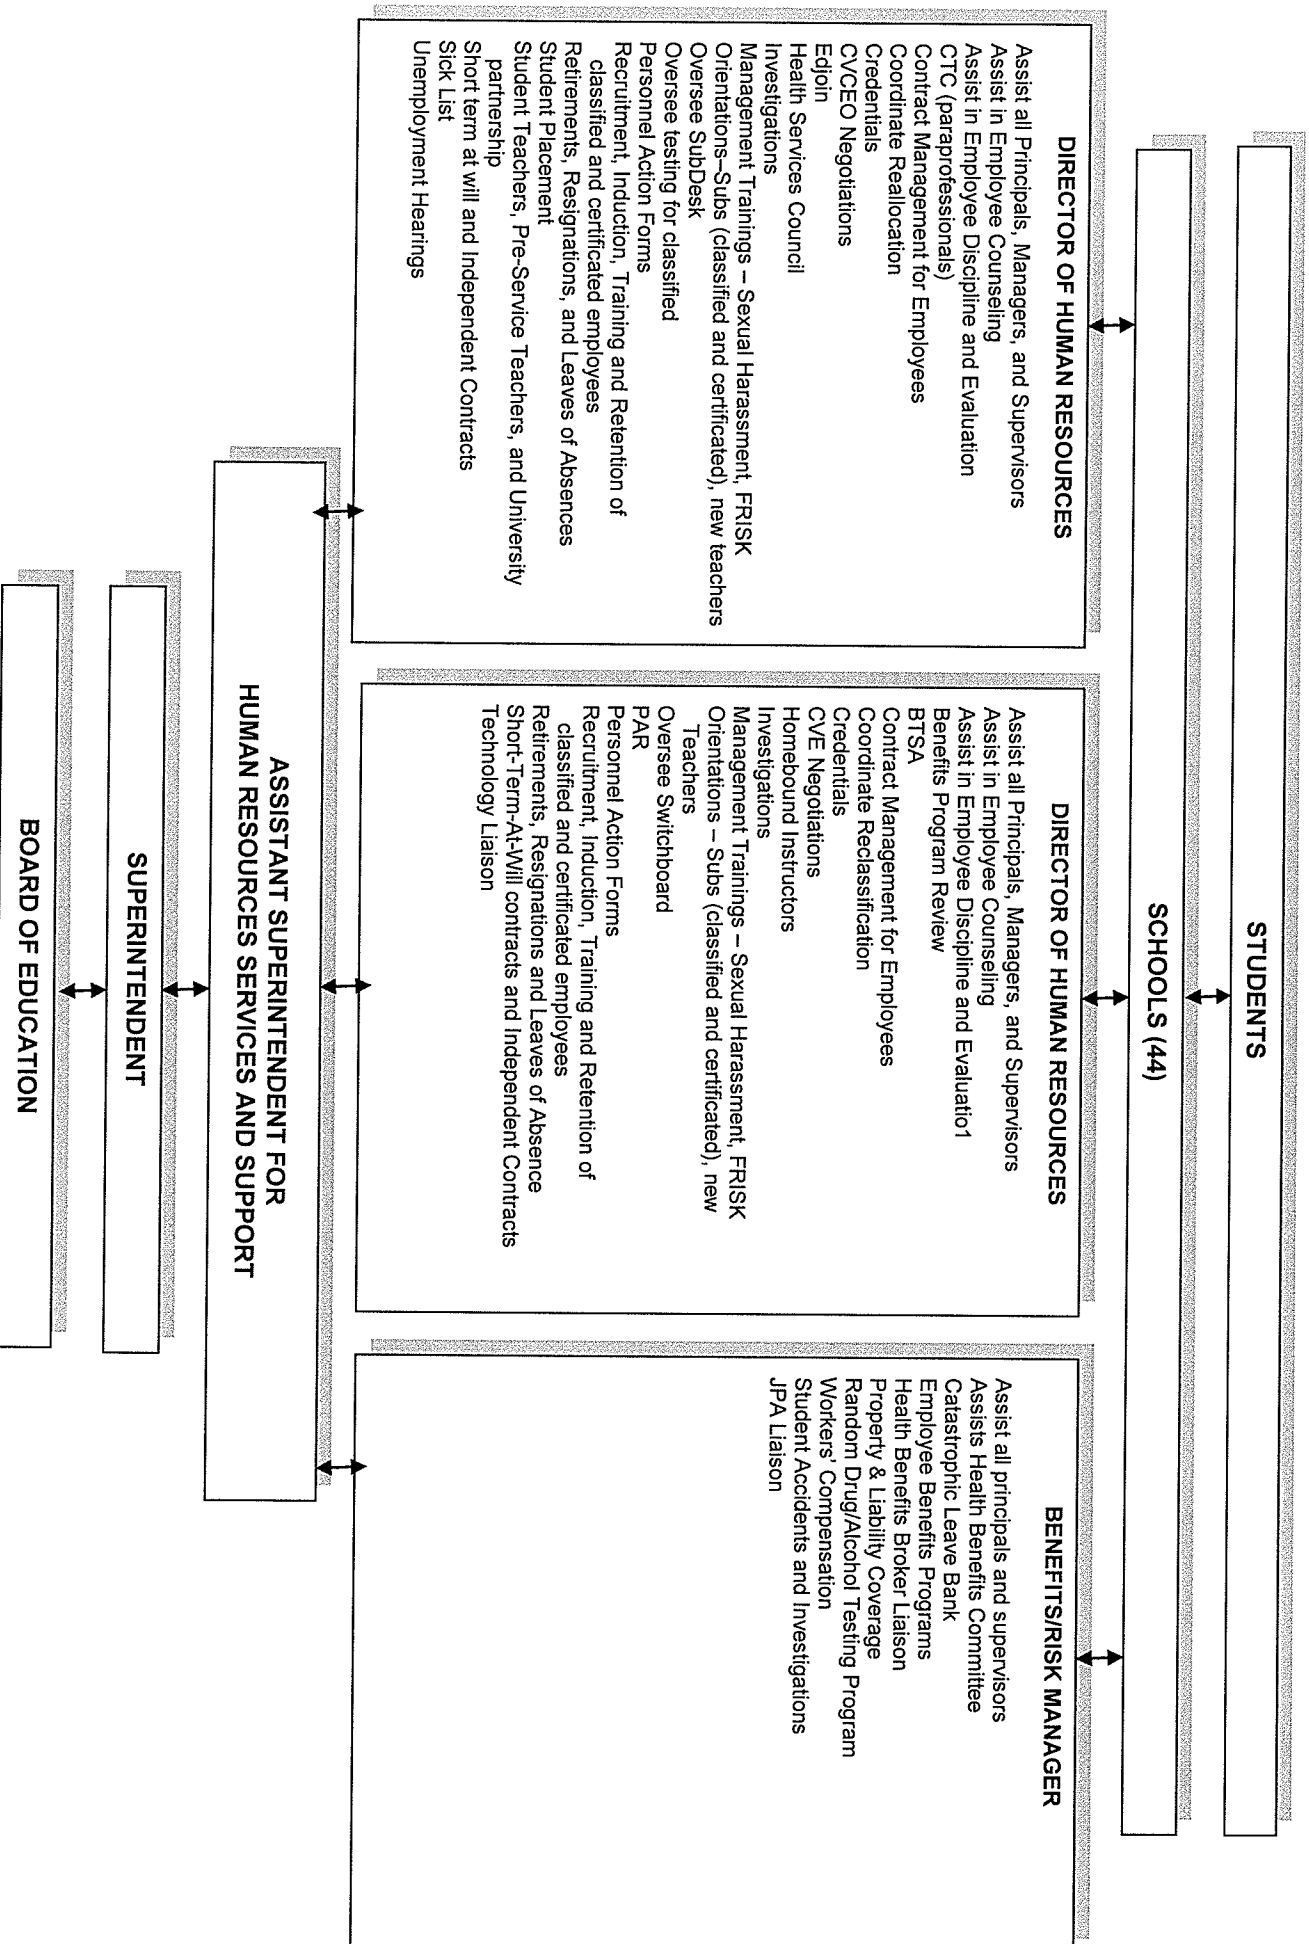 STUDENTS
SCHOOLS (44)
DIRECTOR OF HUMAN RESOURCES
Assist all Principals, Managers, and Supervisors
Assist in Employee Counseling
Assist in Employee Discipline and Evaluation
CTC (paraprofessionals)
Contract Management for Employees
Coordinate Reallocation
Credentials
CVCEO Negotiations
Edjoin
Health Services Council
Investigations
Management Trainings – Sexual Harassment, FRISK
Orientations–Subs (classified and certificated), new teachers
Oversee SubDesk
Oversee testing for classified
Personnel Action Forms
Recruitment, Induction, Training and Retention of
classified and certificated employees
Retirements, Resignations, and Leaves of Absences
Student Placement
Student Teachers, Pre-Service Teachers, and University
partnership
Short term at will and Independent Contracts
Sick List
Unemployment Hearings
DIRECTOR OF HUMAN RESOURCES
Assist all Principals, Managers, and Supervisors
Assist in Employee Counseling
Assist in Employee Discipline and Evaluatio1
Benefits Program Review
BTSA
Contract Management for Employees
Coordinate Reclassification
Credentials
CVE Negotiations
Homebound Instructors
Investigations
Management Trainings – Sexual Harassment, FRISK
Orientations – Subs (classified and certificated), new
Teachers
Oversee Switchboard
PAR
Personnel Action Forms
Recruitment, Induction, Training and Retention of
classified and certificated employees
Retirements, Resignations and Leaves of Absence
Short-Term-At-Will contracts and Independent Contracts
Technology Liaison
BENEFITS/RISK MANAGER
Assist all principals and supervisors
Assists Health Benefits Committee
Catastrophic Leave Bank
Employee Benefits Programs
Health Benefits Broker Liaison
Property & Liability Coverage
Random Drug/Alcohol Testing Program
Workers' Compensation
Student Accidents and Investigations
JPA Liaison
ASSISTANT SUPERINTENDENT FOR
HUMAN RESOURCES SERVICES AND SUPPORT
SUPERINTENDENT
BOARD OF EDUCATION